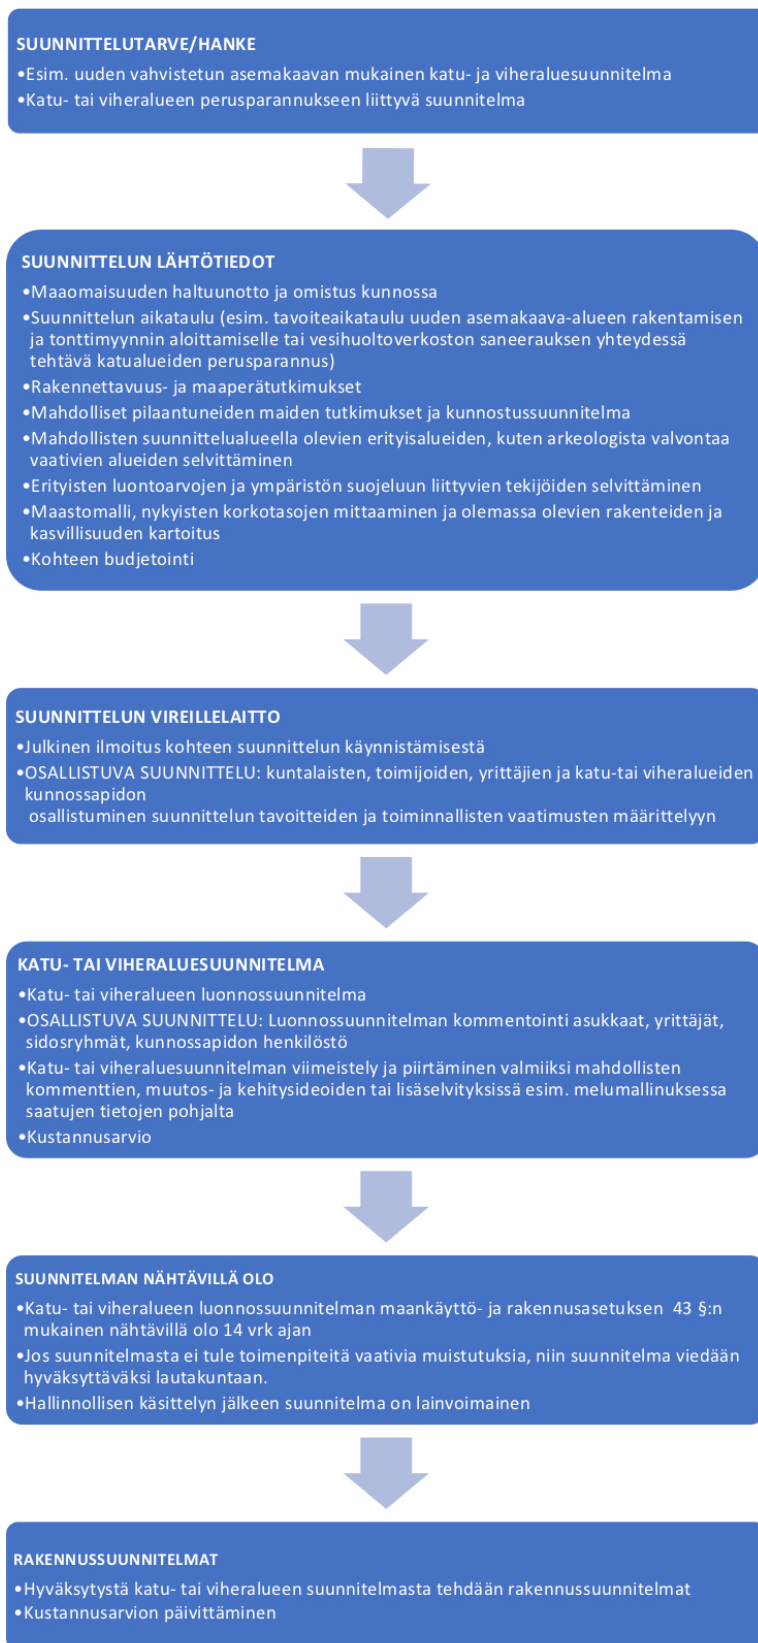 SUUNNITTELUTARVE/HANKE
•Esim. uuden vahvistetun asemakaavan mukainen katu- ja viheraluesuunnitelma
•Katu- tai viheralueen perusparannukseen liittyvä suunnitelma
SUUNNITTELUN LÄHTÖTIEDOT
•Maaomaisuuden haltuunotto ja omistus kunnossa
•Suunnittelun aikataulu (esim. tavoiteaikataulu uuden asemakaava-alueen rakentamisen
ja tonttimyynnin aloittamiselle tai vesihuoltoverkoston saneerauksen yhteydessä
tehtävä katualueiden perusparannus)
•Rakennettavuus- ja maaperätutkimukset
•Mahdolliset pilaantuneiden maiden tutkimukset ja kunnostussuunnitelma
•Mahdollisten suunnittelualueella olevien erityisalueiden, kuten arkeologista valvontaa
vaativien alueiden selvittäminen
•Erityisten luontoarvojen ja ympäristön suojeluun liittyvien tekijöiden selvittäminen
•Maastomalli, nykyisten korkotasojen mittaaminen ja olemassa olevien rakenteiden ja
kasvillisuuden kartoitus
•Kohteen budjetointi
SUUNNITTELUN VIREILLELAITTO
•Julkinen ilmoitus kohteen suunnittelun käynnistämisestä
•OSALLISTUVA SUUNNITTELU: kuntalaisten, toimijoiden, yrittäjien ja katu-tai viheralueiden
kunnossapidon
osallistuminen suunnittelun tavoitteiden ja toiminnallisten vaatimusten määrittelyyn
KATU- TAI VIHERALUESUUNNITELMA
•Katu- tai viheralueen luonnossuunnitelma
•OSALLISTUVA SUUNNITTELU: Luonnossuunnitelman kommentointi asukkaat, yrittäjät,
sidosryhmät, kunnossapidon henkilöstö
•Katu- tai viheraluesuunnitelman viimeistely ja piirtäminen valmiiksi mahdollisten
kommenttien, muutos- ja kehitysideoiden tai lisäselvityksissä esim. melumallinuksessa
saatujen tietojen pohjalta
•Kustannusarvio
SUUNNITELMAN NÄHTÄVILLÄ OLO
•Katu- tai viheralueen luonnossuunnitelman maankäyttö- ja rakennusasetuksen 43 §:n
mukainen nähtävillä olo 14 vrk ajan
•Jos suunnitelmasta ei tule toimenpiteitä vaativia muistutuksia, niin suunnitelma viedään
hyväksyttäväksi lautakuntaan.
•Hallinnollisen käsittelyn jälkeen suunnitelma on lainvoimainen
RAKENNUSSUUNNITELMAT
•Hyväksytystä katu- tai viheralueen suunnitelmasta tehdään rakennussuunnitelmat
•Kustannusarvion päivittäminen